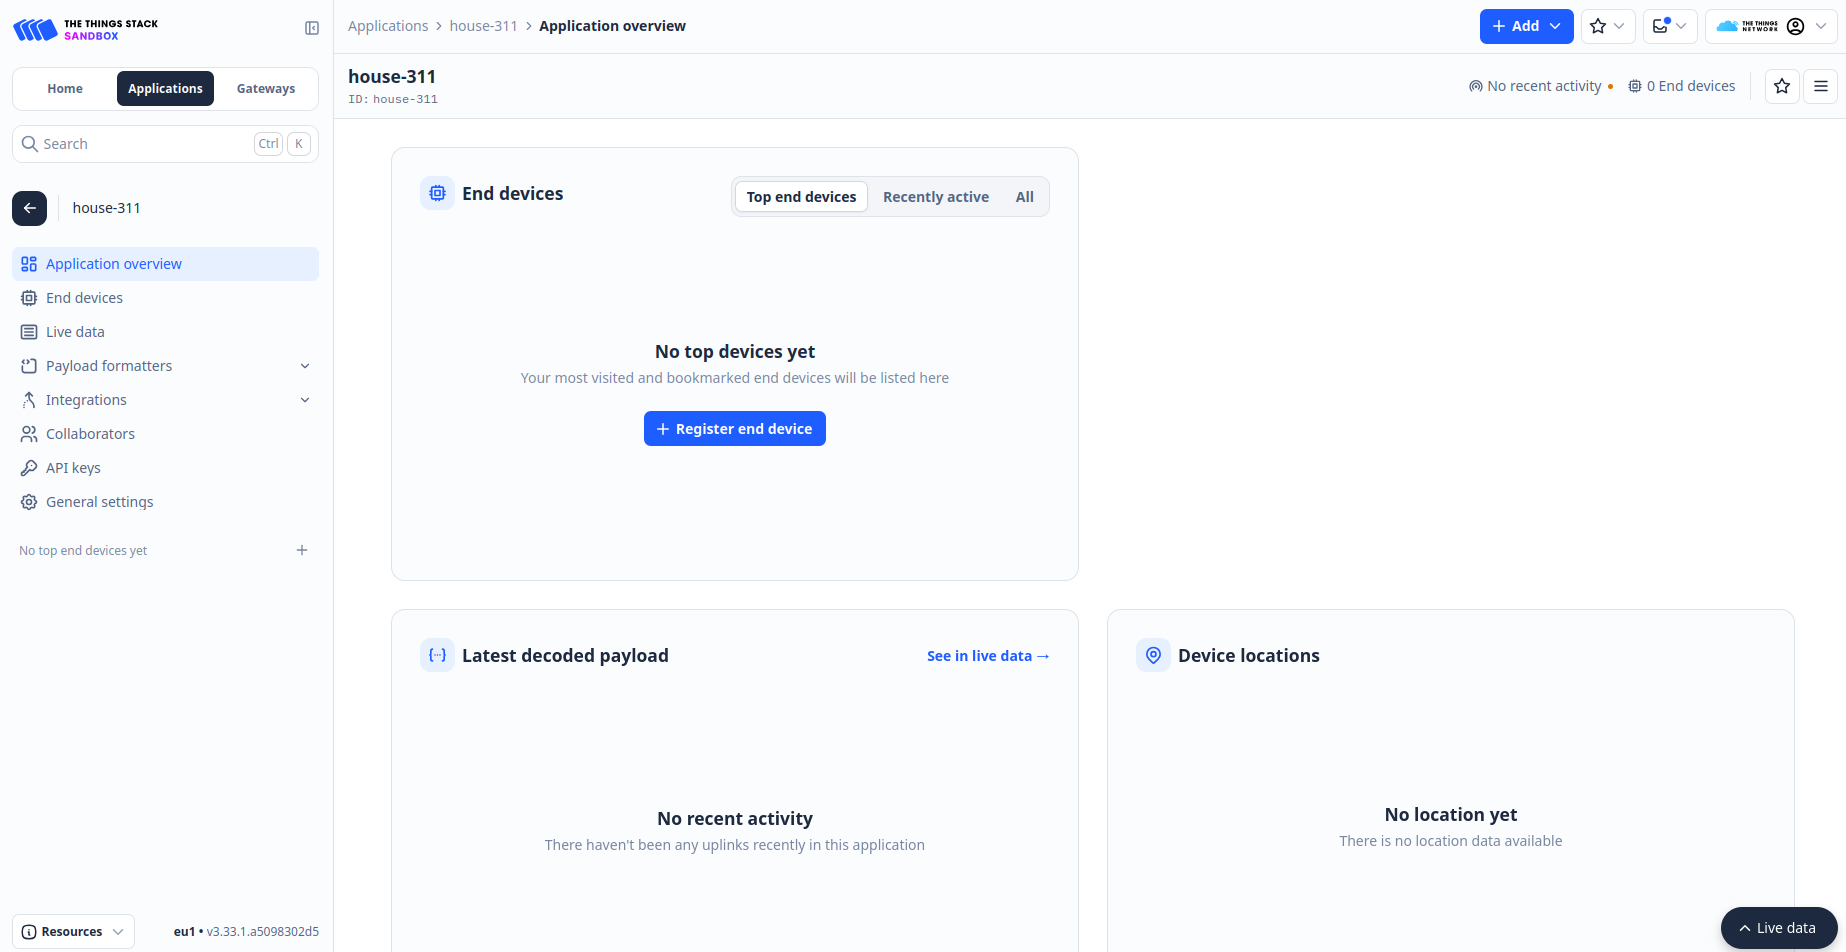 THE THINGS STACK
SANDBOX
Home
Applications
Gateways
Search
Ctrl
K
house-311
Application overview
End devices
Live data
Payload formatters
Integrations
Collaborators
API keys
General settings
No top end devices yet
Resources
eu1 • v3.33.1.a5098302d5
Applications
house-311
Application overview
Add
THE THINGS
NETWORK
house-311
ID: house-311
No recent activity
0 End devices
End devices
Top end devices
Recently active
All
No top devices yet
Your most visited and bookmarked end devices will be listed here
Register end device
Latest decoded payload
See in live data →
No recent activity
There haven't been any uplinks recently in this application
Device locations
No location yet
There is no location data available
Live data